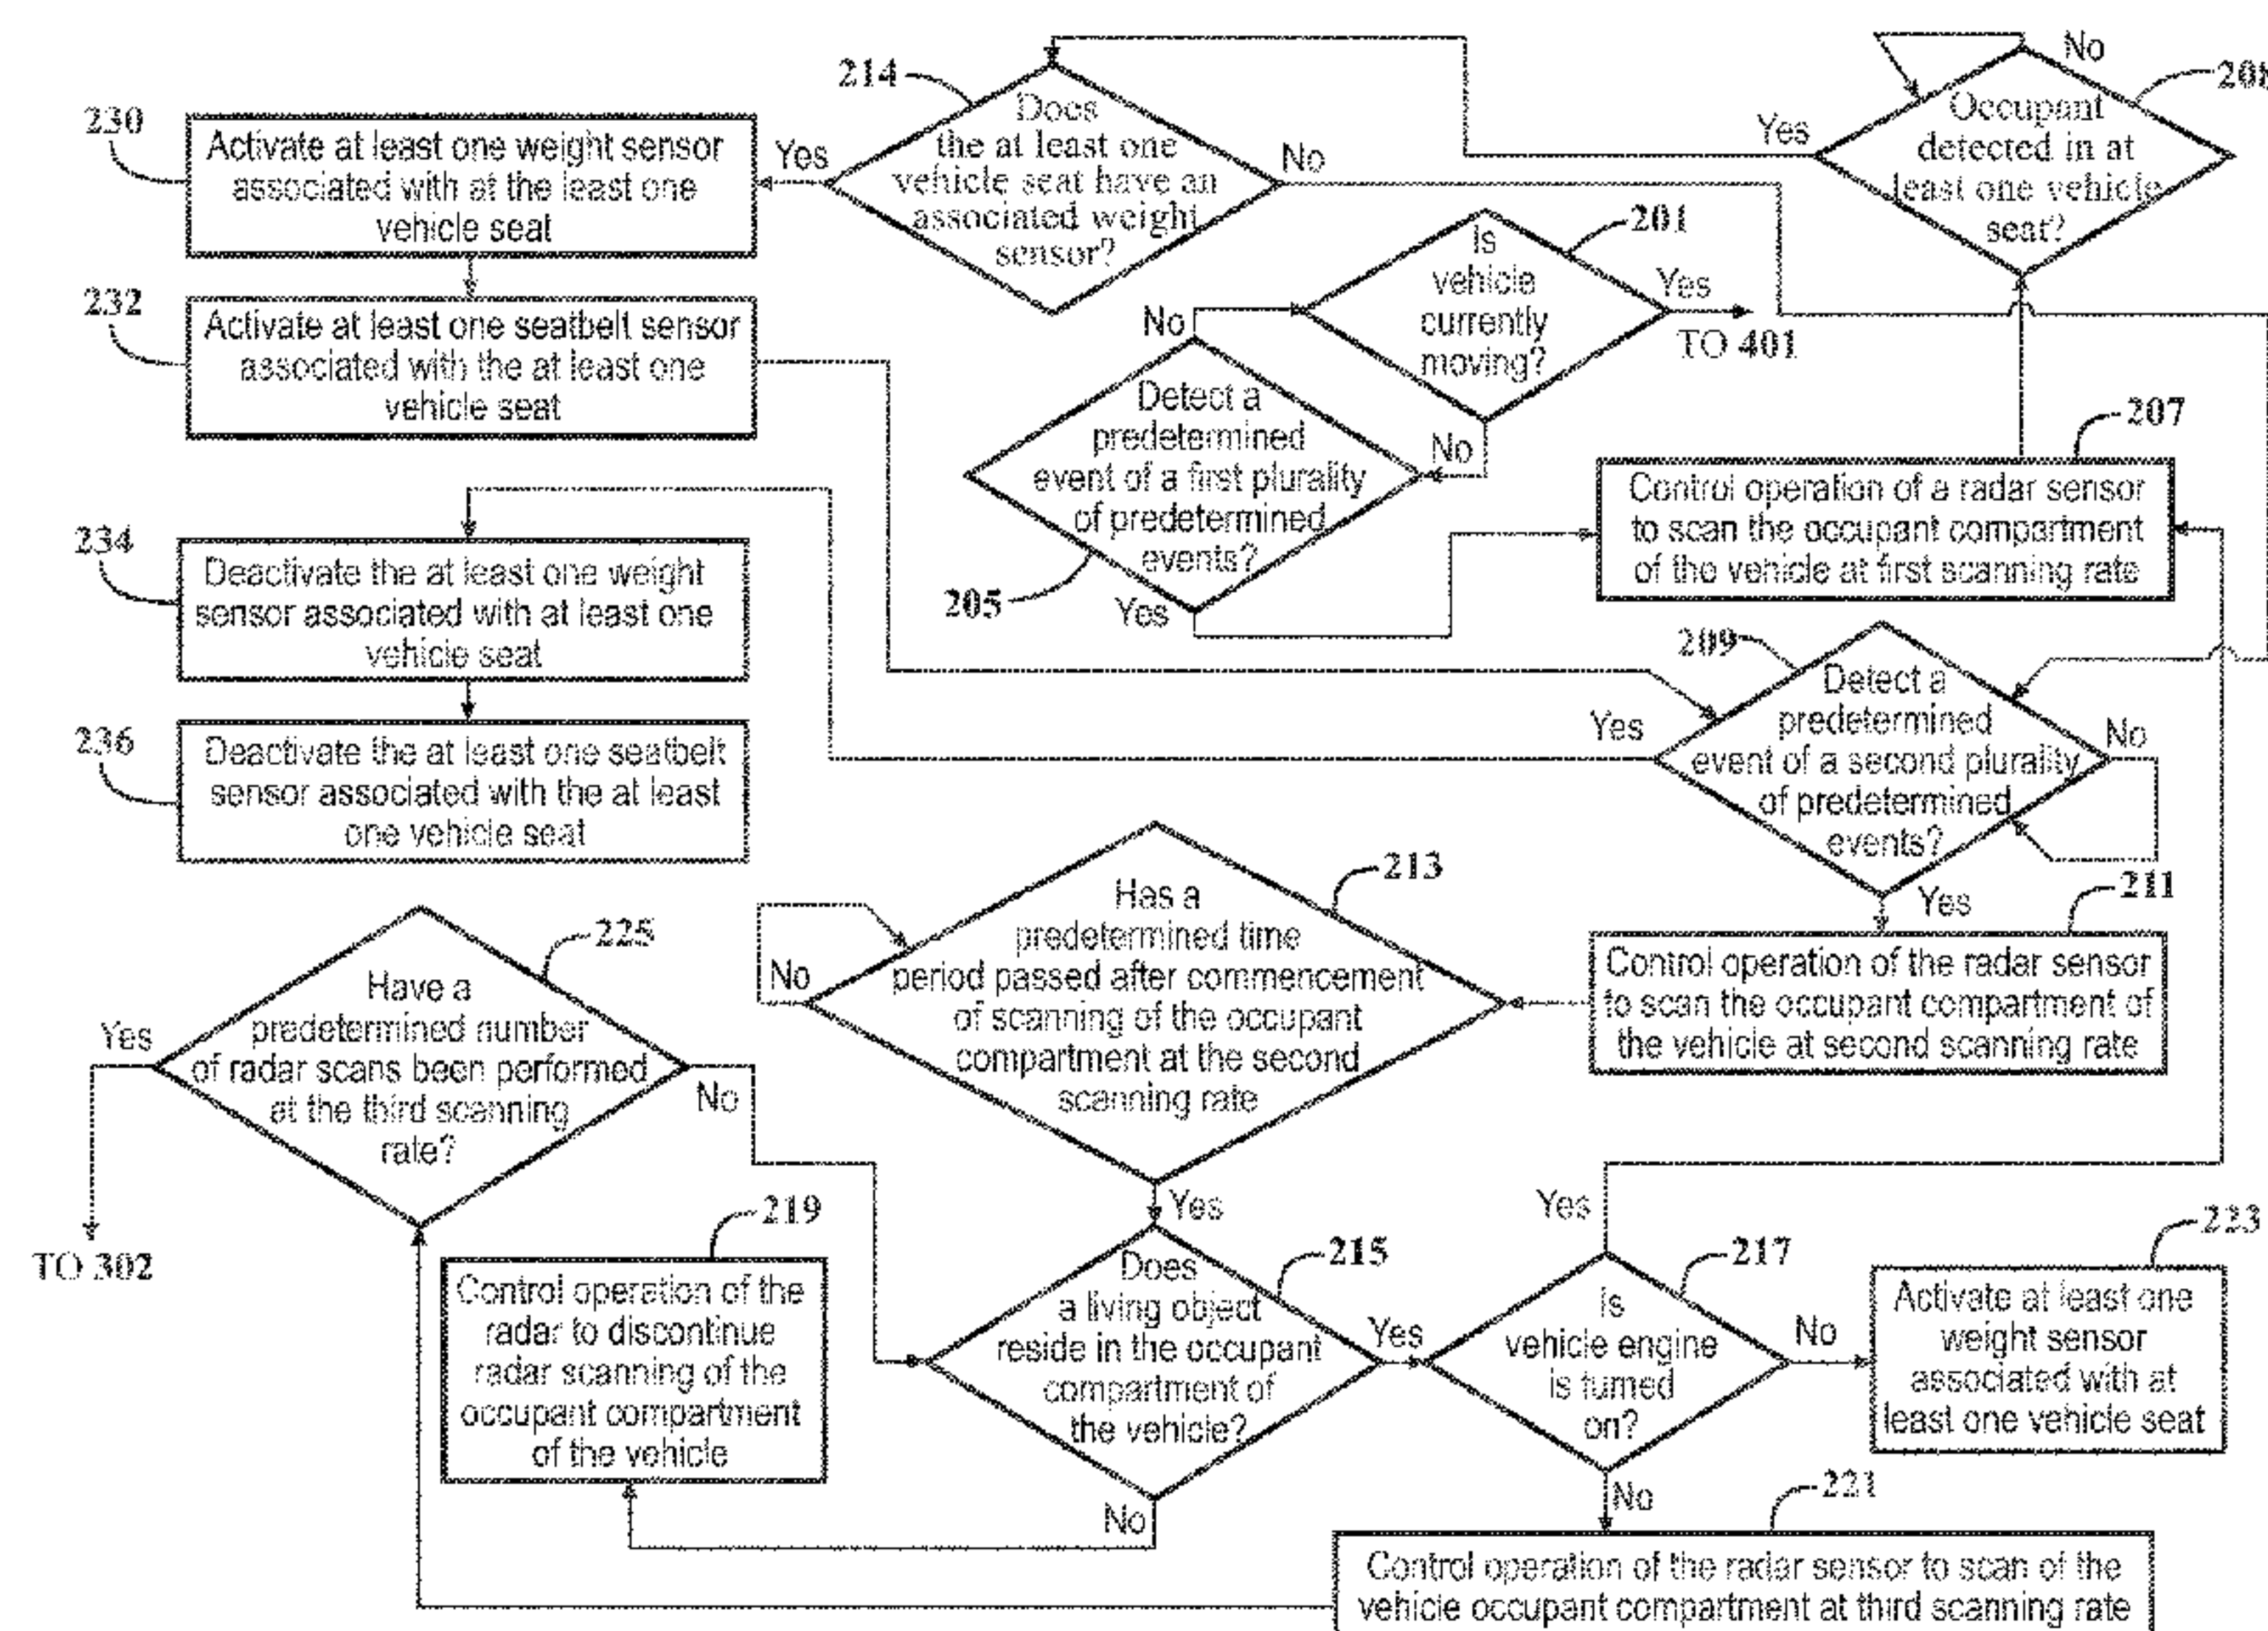 214
Does
the at least one
vehicle seat have an
associated weight
sensor?
Yes
No
No
208
Occupant
detected in at
least one vehicle
seat?
Yes
230
Activate at least one weight sensor
associated with at the least one
vehicle seat
232
Activate at least one seatbelt sensor
associated with the at least one
vehicle seat
201
Is
vehicle
currently
moving?
Yes
TO 401
No
No
Detect a
predetermined
event of a first plurality
of predetermined
events?
205
Yes
207
Control operation of a radar sensor
to scan the occupant compartment
of the vehicle at first scanning rate
234
Deactivate the at least one weight
sensor associated with at least one
vehicle seat
236
Deactivate the at least one seatbelt
sensor associated with the at least
one vehicle seat
209
Detect a
predetermined
event of a second plurality
of predetermined
events?
Yes
No
Yes
211
Control operation of the radar sensor
to scan the occupant compartment of
the vehicle at second scanning rate
213
Has a
predetermined time
period passed after commencement
of scanning of the occupant
compartment at the second
scanning rate
No
Yes
225
Have a
predetermined number
of radar scans been performed
at the third scanning
rate?
Yes
No
TO 302
219
Control operation of the
radar to discontinue
radar scanning of the
occupant compartment
of the vehicle
215
Does
a living object
reside in the occupant
compartment of
the vehicle?
Yes
No
217
Is
vehicle engine
is turned
on?
Yes
No
No
223
Activate at least one
weight sensor
associated with at
least one vehicle seat
221
Control operation of the radar sensor to scan of the
vehicle occupant compartment at third scanning rate